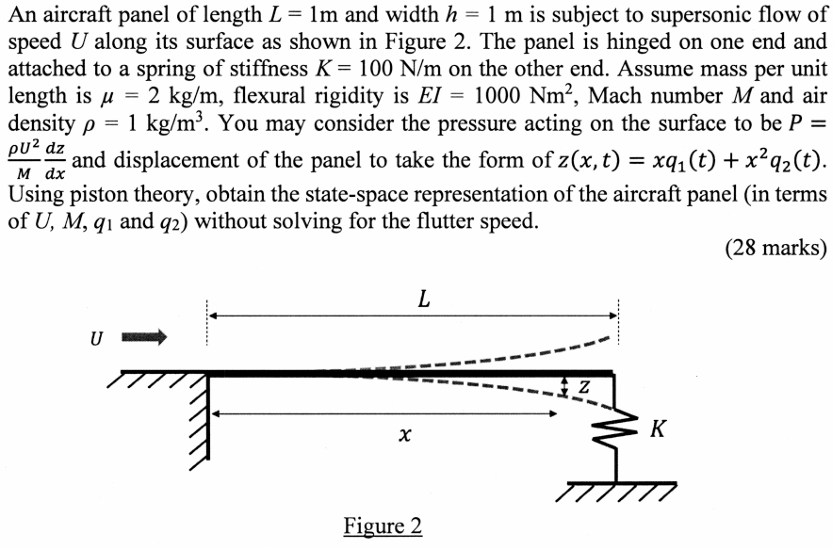 An aircraft panel of length L = 1m and width h = 1 m is subject to supersonic flow of
speed U along its surface as shown in Figure 2. The panel is hinged on one end and
attached to a spring of stiffness K = 100 N/m on the other end. Assume mass per unit
length is μ = 2 kg/m, flexural rigidity is EI = 1000 Nm², Mach number M and air
density ρ = 1 kg/m³. You may consider the pressure acting on the surface to be P =
ρU²/M dz/dx and displacement of the panel to take the form of z(x, t) = xq₁(t) + x²q₂(t).
Using piston theory, obtain the state-space representation of the aircraft panel (in terms
of U, M, q₁ and q₂) without solving for the flutter speed.
(28 marks)
L
U
z
x
K
Figure 2